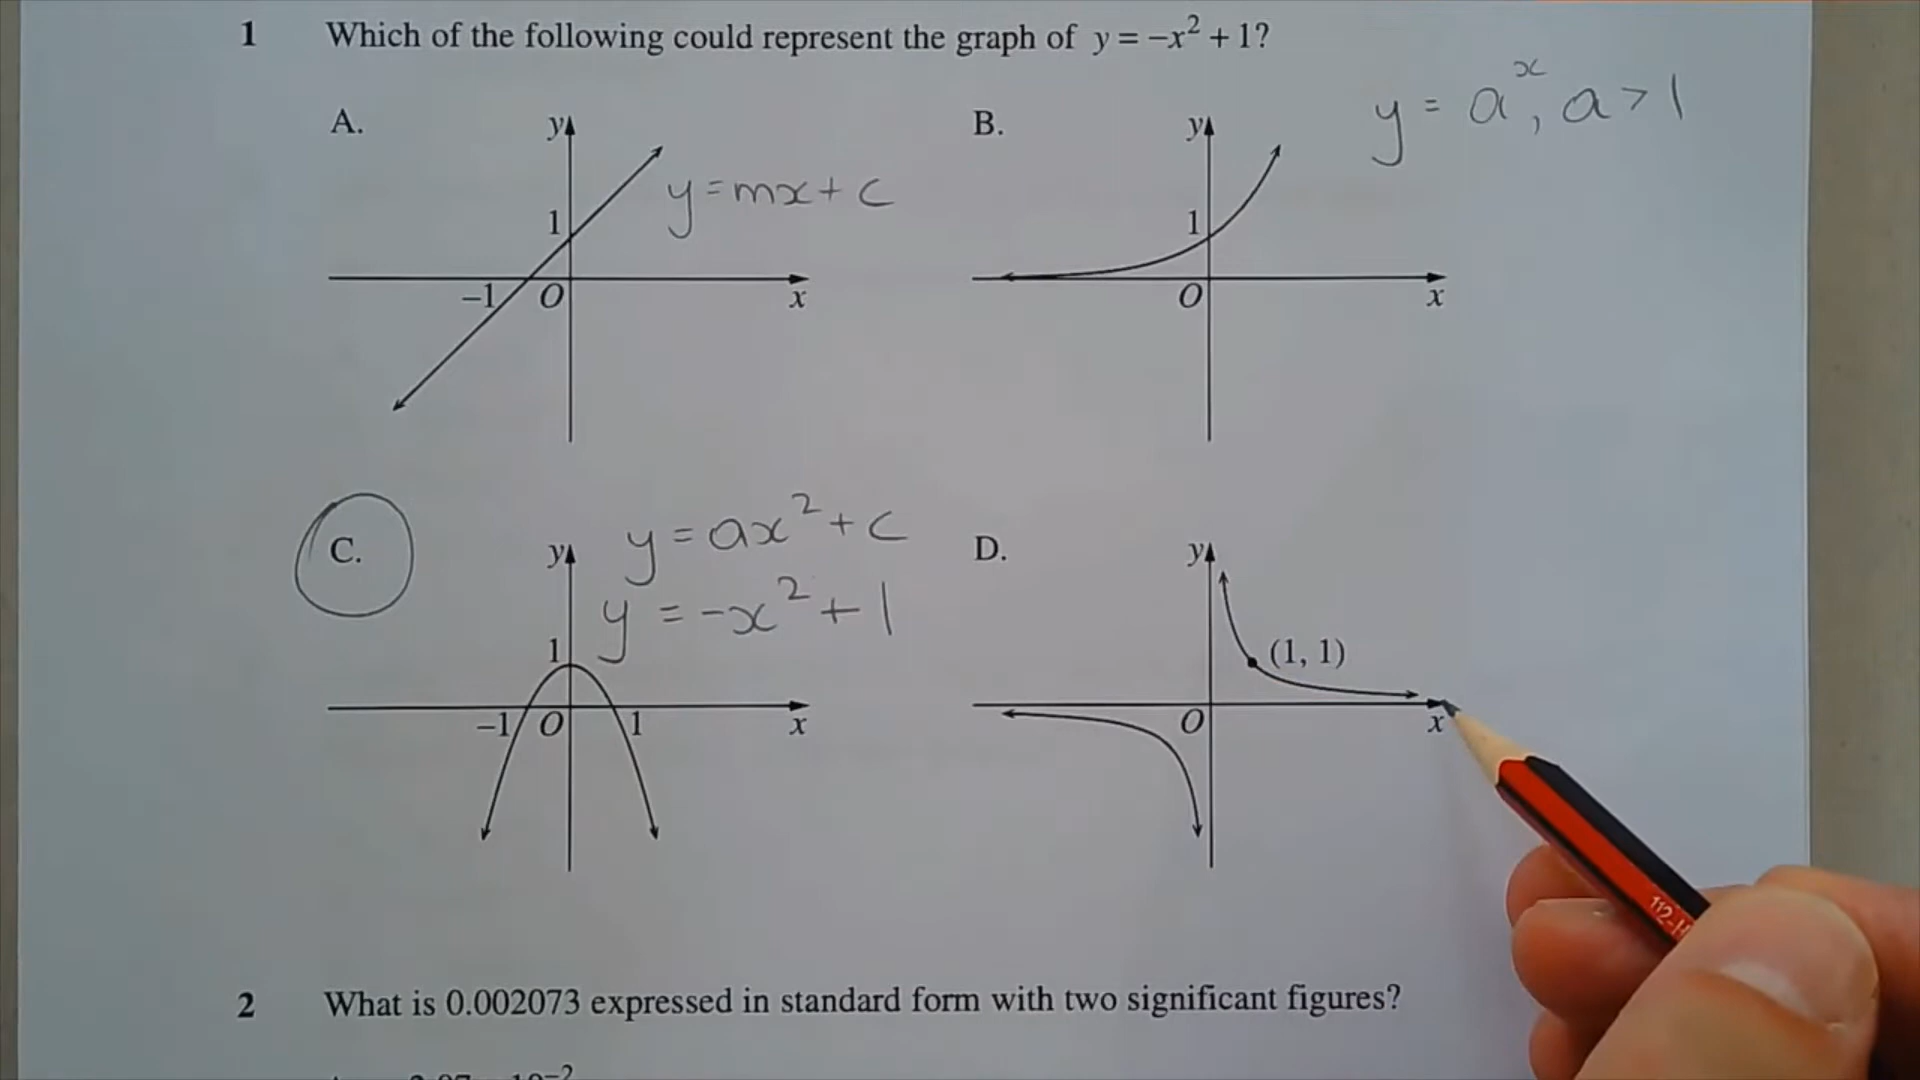 1 Which of the following could represent the graph of y = −x² + 1?
A.
y
1
−1
O
x
y = mx + c
B.
y
1
O
x
y = aˣ, a > 1
C.
y
1
−1
O
1
x
y = ax² + c
y = −x² + 1
D.
y
(1, 1)
O
x
112-H
2 What is 0.002073 expressed in standard form with two significant figures?